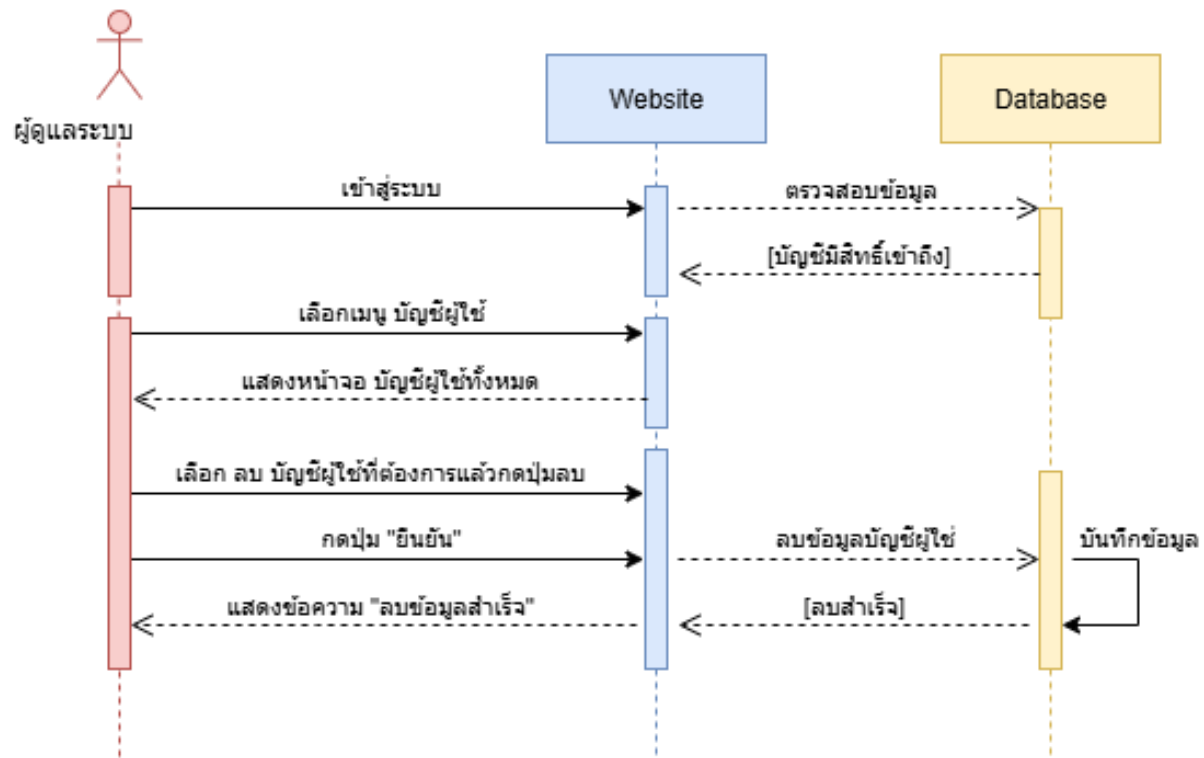 ผู้ดูแลระบบ
Website
Database
เข้าสู่ระบบ
ตรวจสอบข้อมูล
[บัญชีมีสิทธิ์เข้าถึง]
เลือกเมนู บัญชีผู้ใช้
แสดงหน้าจอ บัญชีผู้ใช้ทั้งหมด
เลือก ลบ บัญชีผู้ใช้ที่ต้องการแล้วกดปุ่มลบ
กดปุ่ม "ยืนยัน"
ลบข้อมูลบัญชีผู้ใช้
บันทึกข้อมูล
แสดงข้อความ "ลบข้อมูลสำเร็จ"
[ลบสำเร็จ]